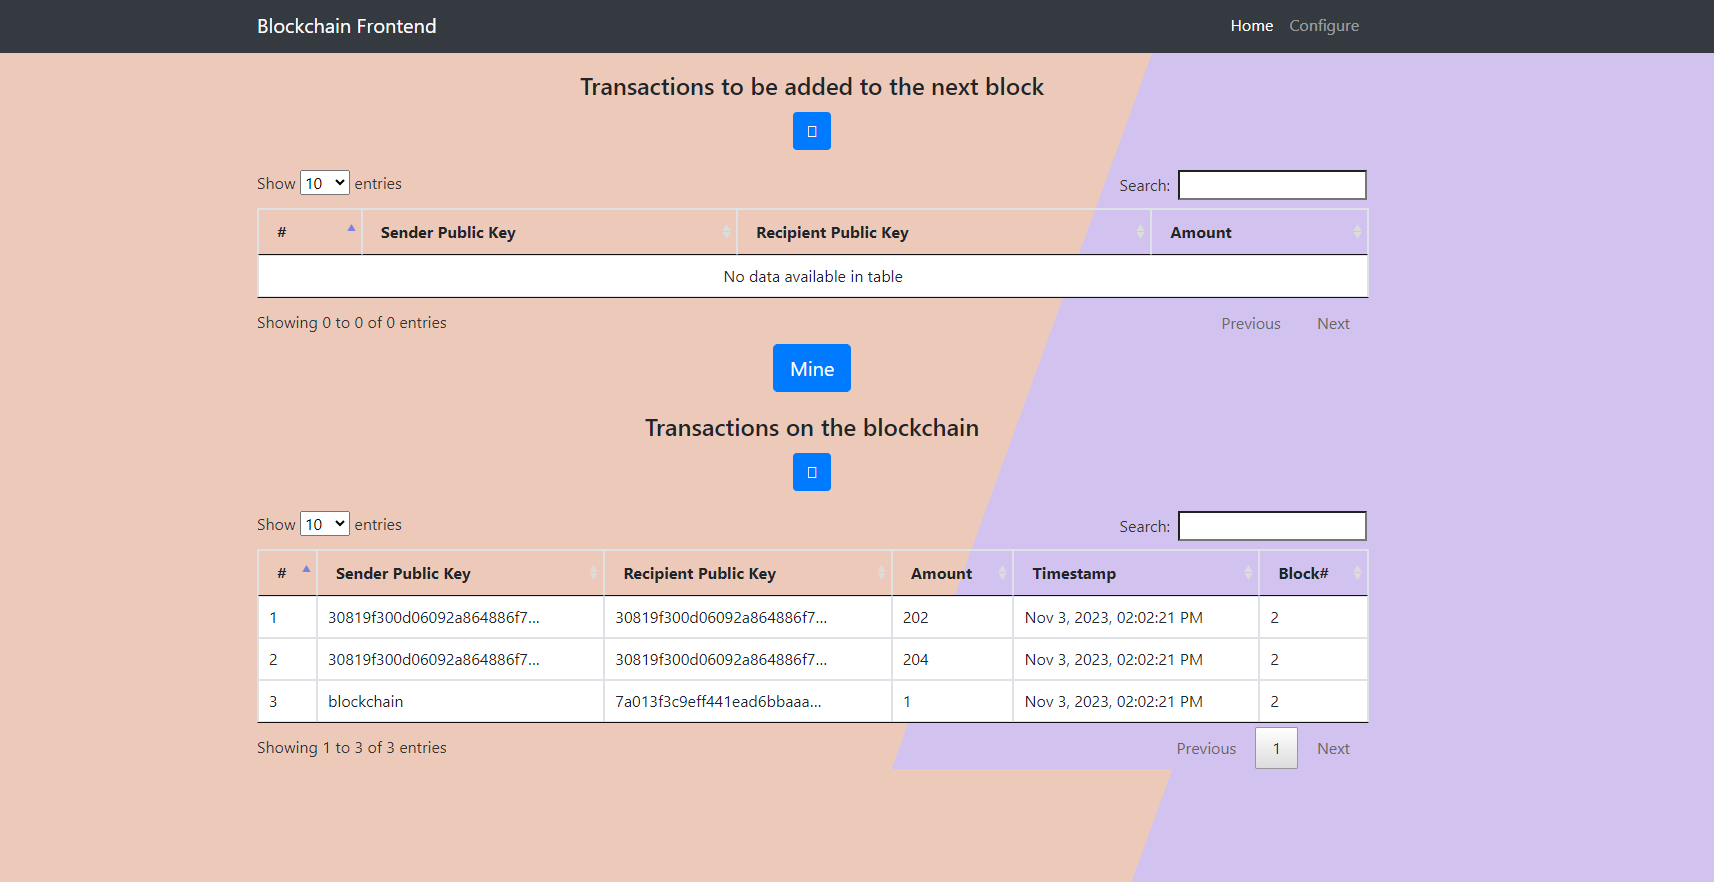 Blockchain Frontend Home Configure
Transactions to be added to the next block
Show 10 entries Search:
# Sender Public Key Recipient Public Key Amount
No data available in table
Showing 0 to 0 of 0 entries Previous Next
Mine
Transactions on the blockchain
Show 10 entries Search:
# Sender Public Key Recipient Public Key Amount Timestamp Block#
1 30819f300d06092a864886f7... 30819f300d06092a864886f7... 202 Nov 3, 2023, 02:02:21 PM 2
2 30819f300d06092a864886f7... 30819f300d06092a864886f7... 204 Nov 3, 2023, 02:02:21 PM 2
3 blockchain 7a013f3c9eff441ead6bbaaa... 1 Nov 3, 2023, 02:02:21 PM 2
Showing 1 to 3 of 3 entries Previous 1 Next